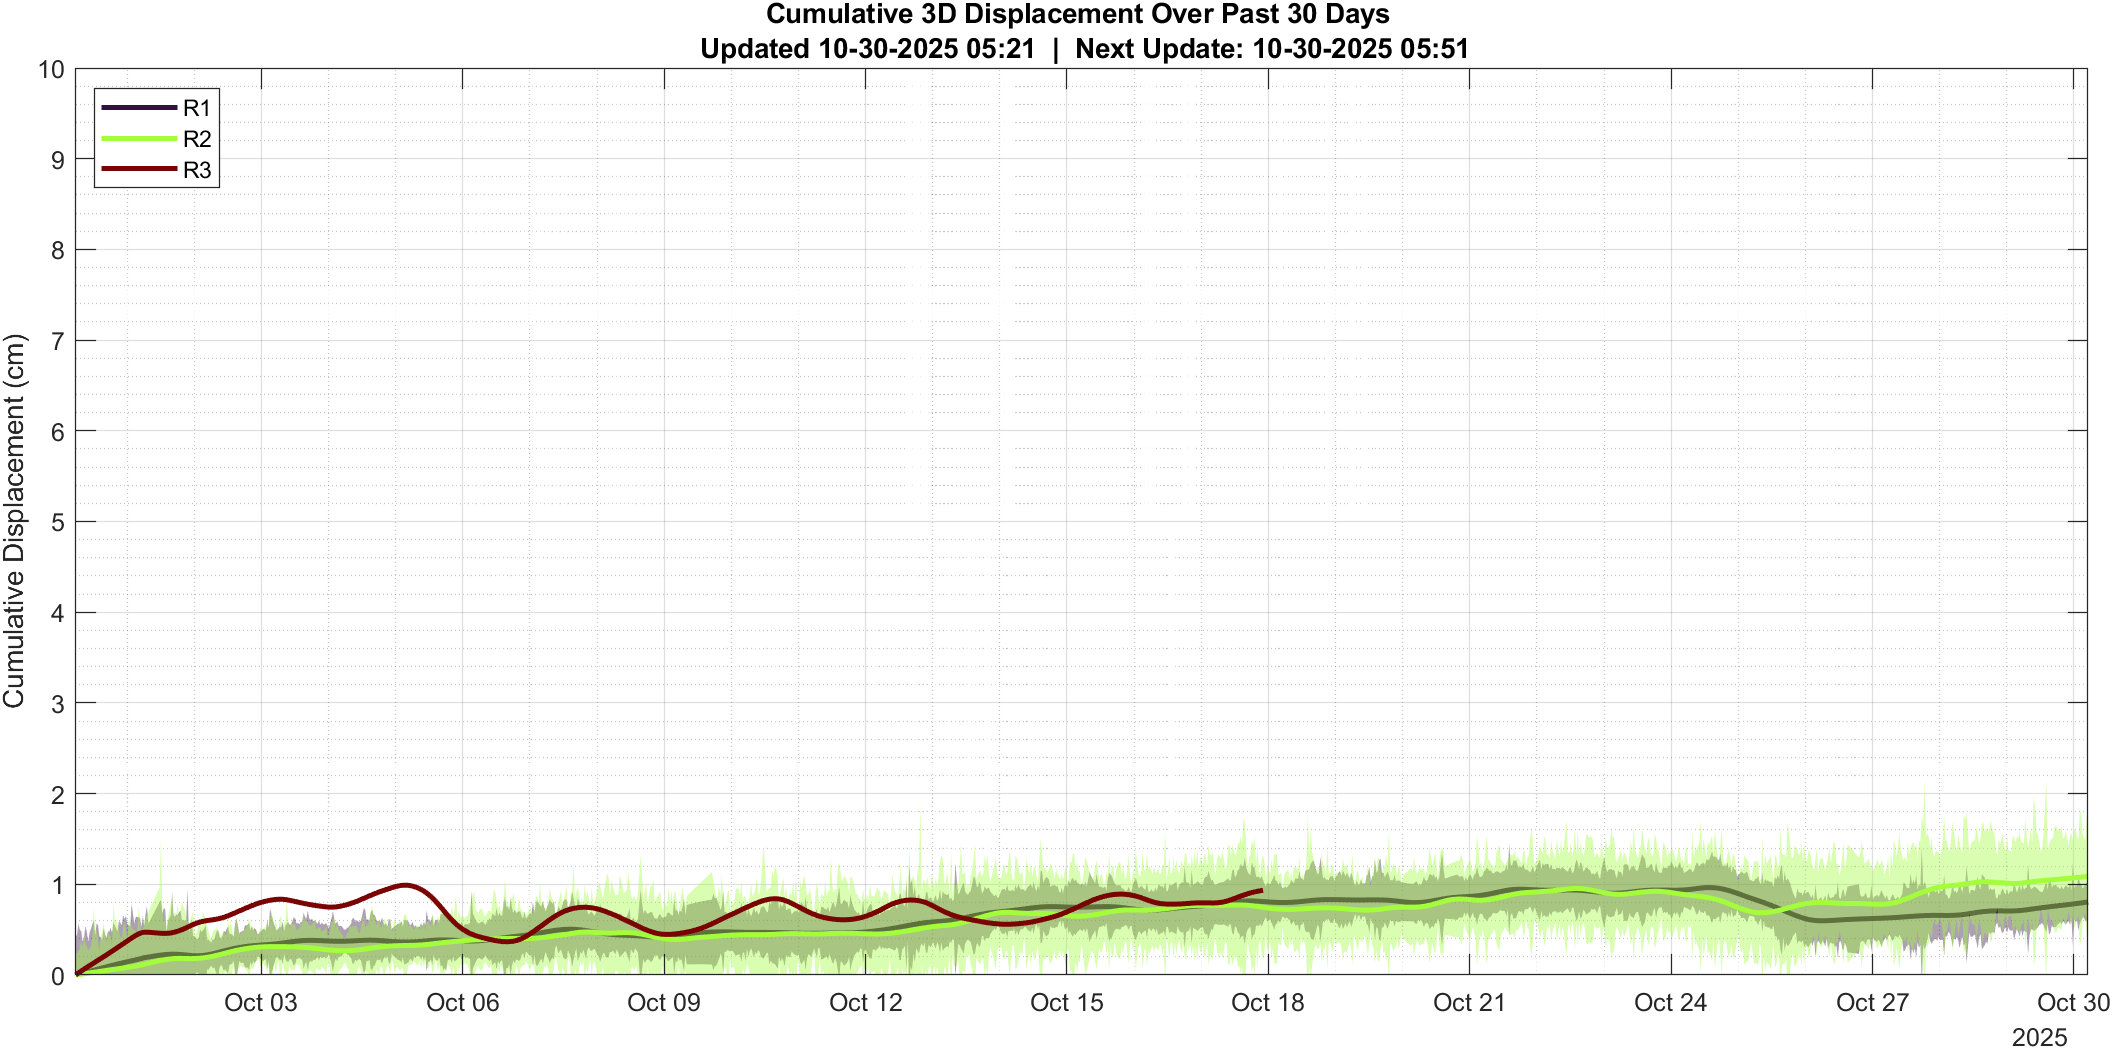 Cumulative 3D Displacement Over Past 30 Days
Updated 10-30-2025 05:21 | Next Update: 10-30-2025 05:51
Cumulative Displacement (cm)
10
9
8
7
6
5
4
3
2
1
0
R1
R2
R3
Oct 03 Oct 06 Oct 09 Oct 12 Oct 15 Oct 18 Oct 21 Oct 24 Oct 27 Oct 30
2025